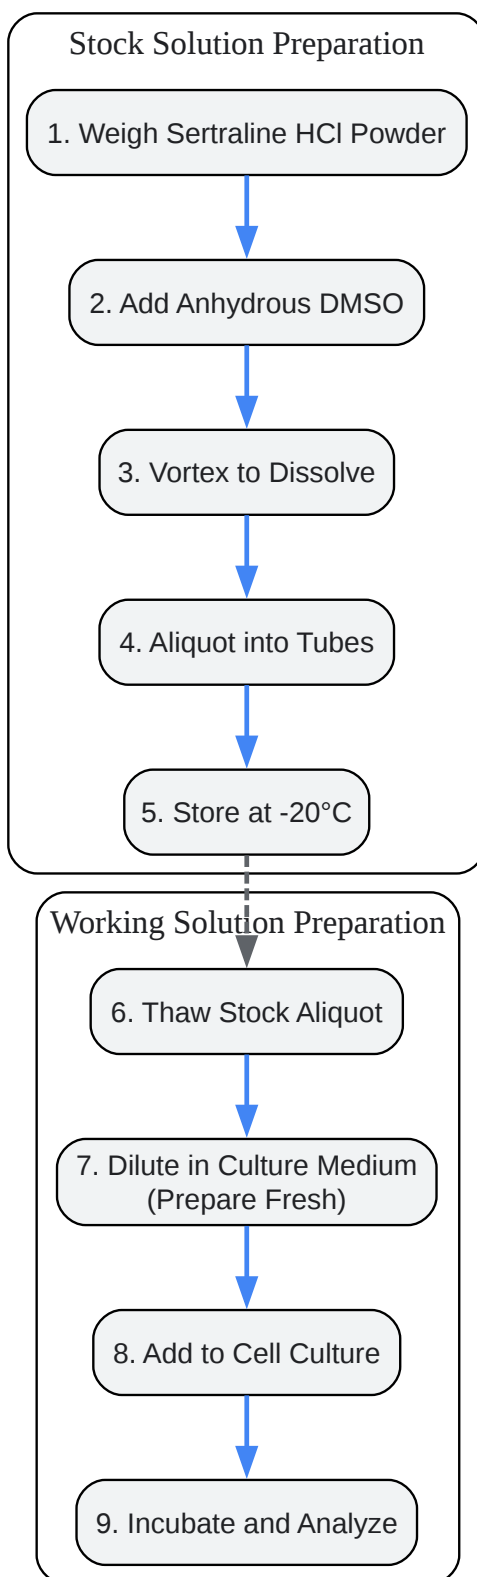 Stock Solution Preparation
1. Weigh Sertraline HCl Powder
2. Add Anhydrous DMSO
3. Vortex to Dissolve
4. Aliquot into Tubes
5. Store at -20°C
Working Solution Preparation
6. Thaw Stock Aliquot
7. Dilute in Culture Medium
(Prepare Fresh)
8. Add to Cell Culture
9. Incubate and Analyze